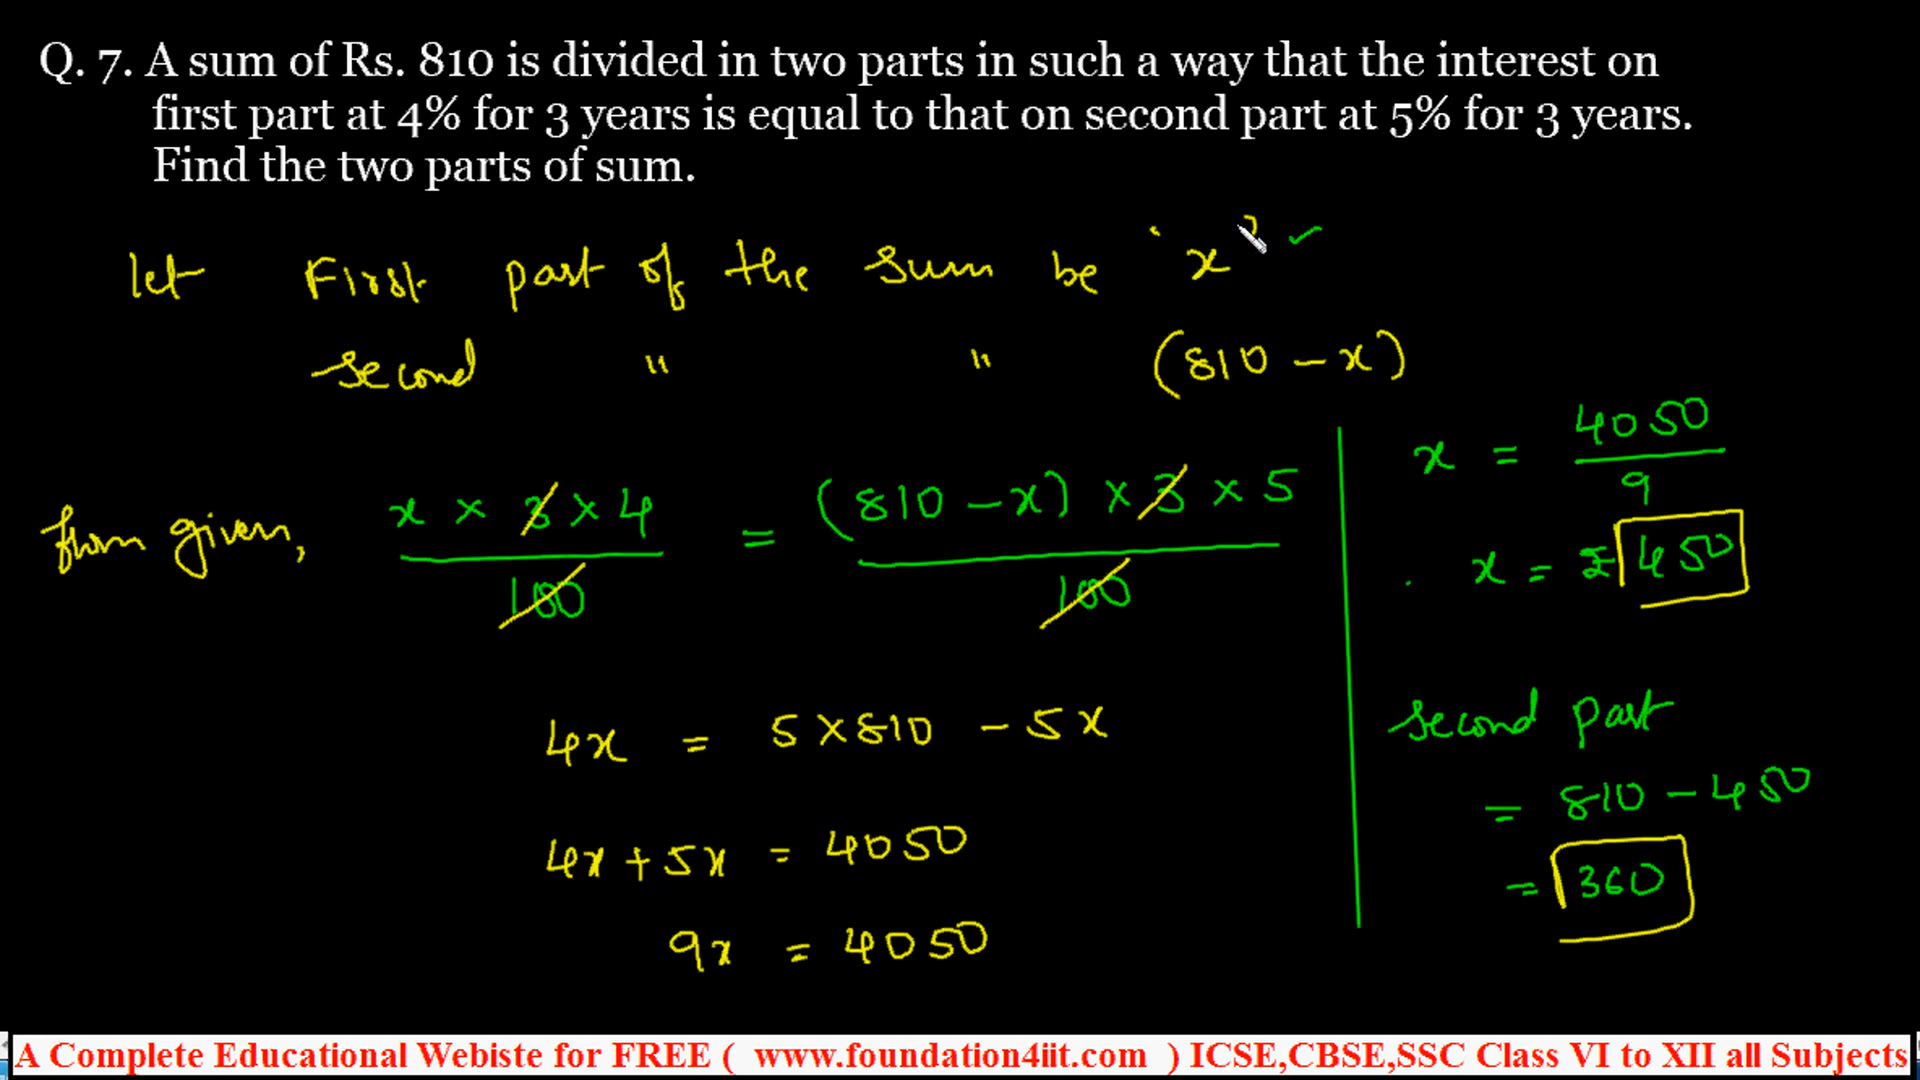 Q. 7. A sum of Rs. 810 is divided in two parts in such a way that the interest on
first part at 4% for 3 years is equal to that on second part at 5% for 3 years.
Find the two parts of sum.
let First part of the sum be 'x' ✓
second " " (810 - x)
from given, x × 3 × 4 / 100 = (810 - x) × 3 × 5 / 100
4x = 5 × 810 - 5x
4x + 5x = 4050
9x = 4050
x = 4050 / 9
x = ₹ 450
second part
= 810 - 450
= 360
A Complete Educational Webiste for FREE ( www.foundation4iit.com ) ICSE,CBSE,SSC Class VI to XII all Subjects